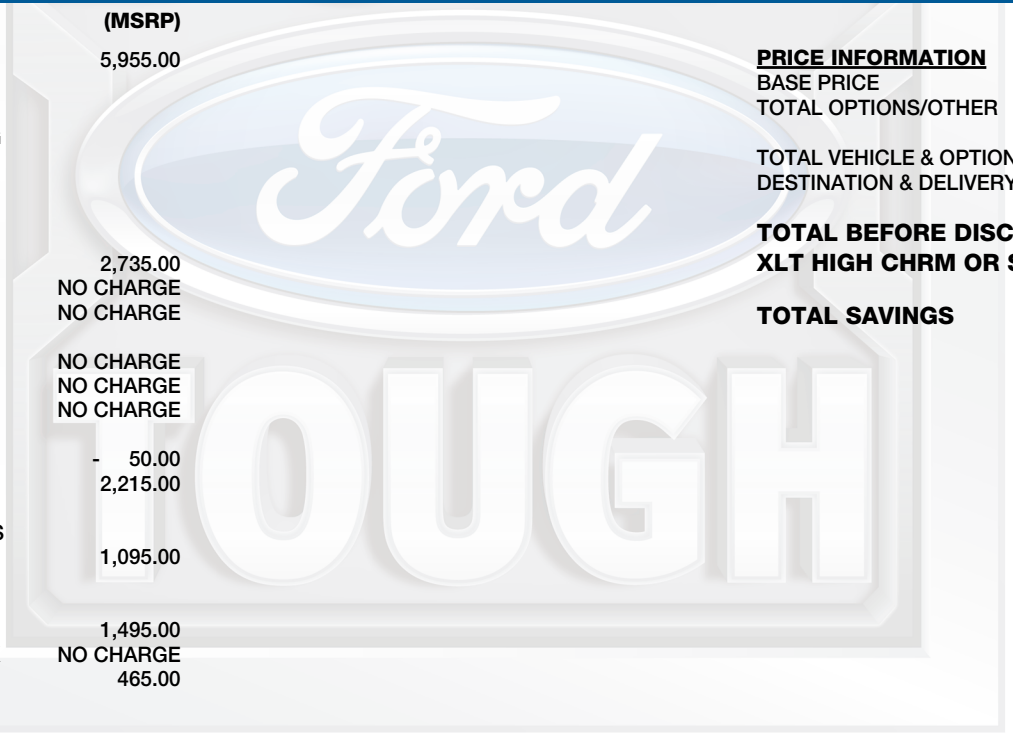 (MSRP)
5,955.00
2,735.00
NO CHARGE
NO CHARGE
NO CHARGE
NO CHARGE
NO CHARGE
- 50.00
2,215.00
1,095.00
1,495.00
NO CHARGE
465.00
Ford
TOUGH
PRICE INFORMATION
BASE PRICE
TOTAL OPTIONS/OTHER
TOTAL VEHICLE & OPTION
DESTINATION & DELIVERY
TOTAL BEFORE DISC
XLT HIGH CHRM OR S
TOTAL SAVINGS